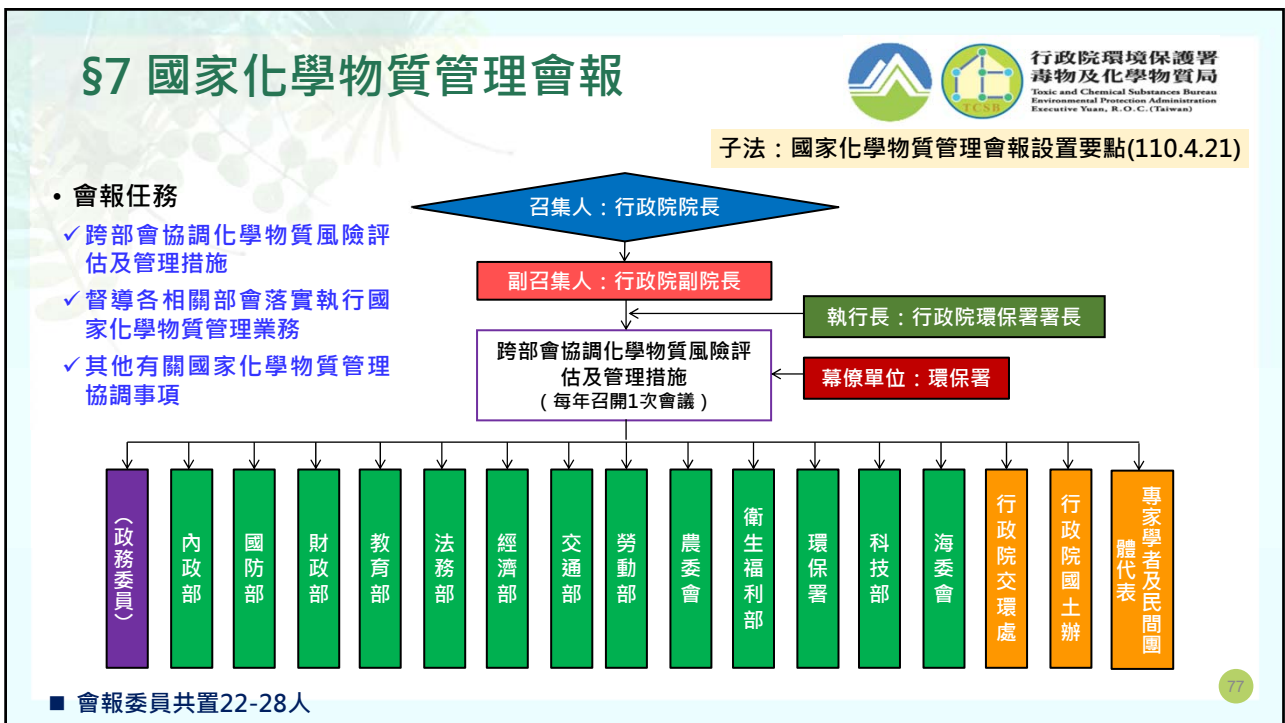 §7 國家化學物質管理會報
行政院環境保護署
毒物及化學物質局
Toxic and Chemical Substances Bureau
Environmental Protection Administration
Executive Yuan, R.O.C.(Taiwan)
TCSB
子法：國家化學物質管理會報設置要點(110.4.21)
• 會報任務
✓跨部會協調化學物質風險評
估及管理措施
✓督導各相關部會落實執行國
家化學物質管理業務
✓其他有關國家化學物質管理
協調事項
召集人：行政院院長
副召集人：行政院副院長
執行長：行政院環保署署長
跨部會協調化學物質風險評
估及管理措施
（每年召開1次會議）
幕僚單位：環保署
（政務委員）
內政部
國防部
財政部
教育部
法務部
經濟部
交通部
勞動部
農委會
衛生福利部
環保署
科技部
海委會
行政院交環處
行政院國土辦
專家學者及民間團
體代表
■ 會報委員共置22-28人
77